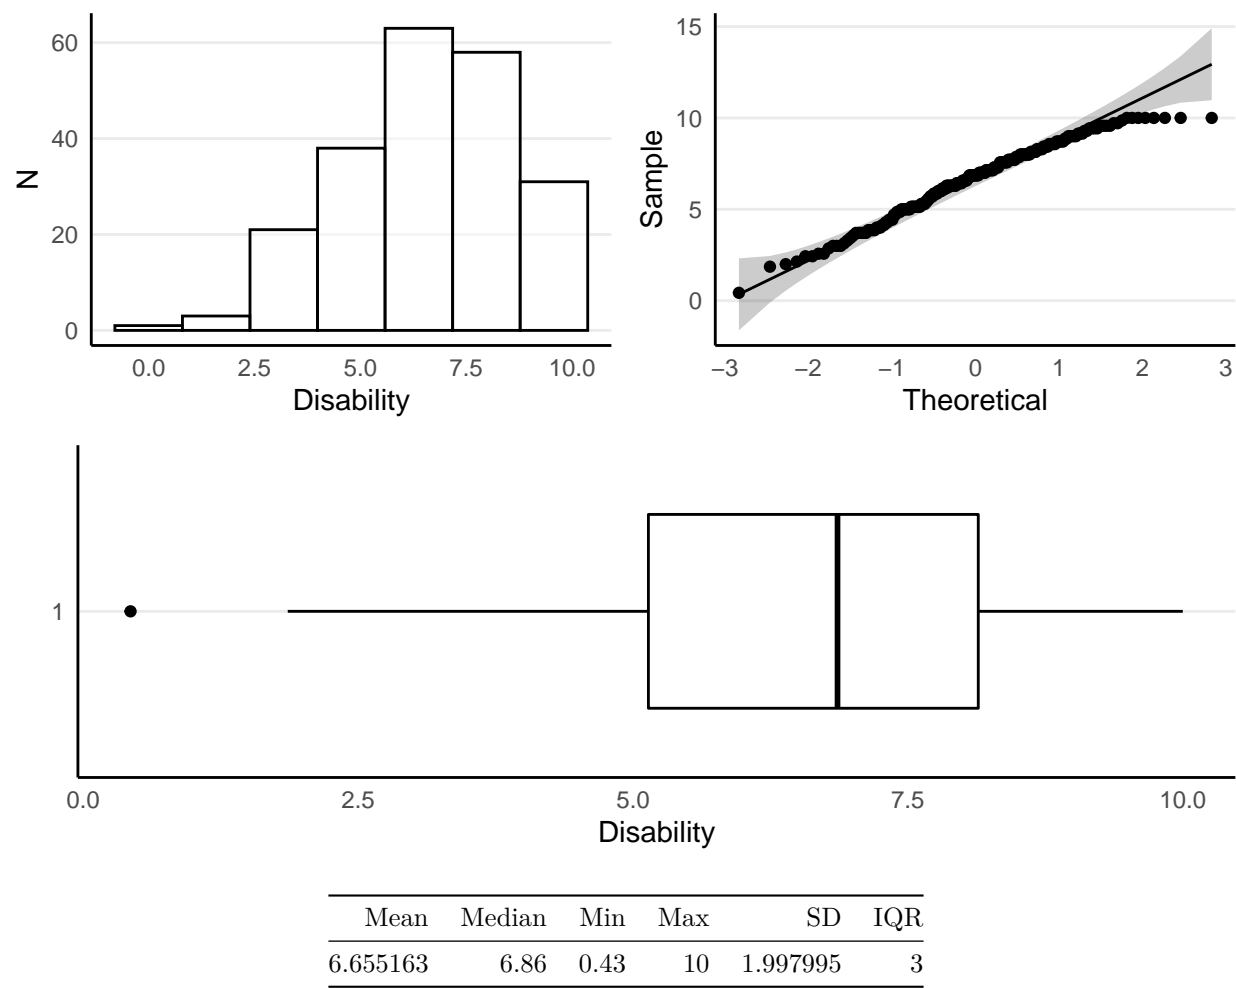 N
60
40
20
0
0.0 2.5 5.0 7.5 10.0
Disability
Sample
15
10
5
0
−3 −2 −1 0 1 2 3
Theoretical
1
0.0 2.5 5.0 7.5 10.0
Disability
Mean Median Min Max SD IQR
6.655163 6.86 0.43 10 1.997995 3